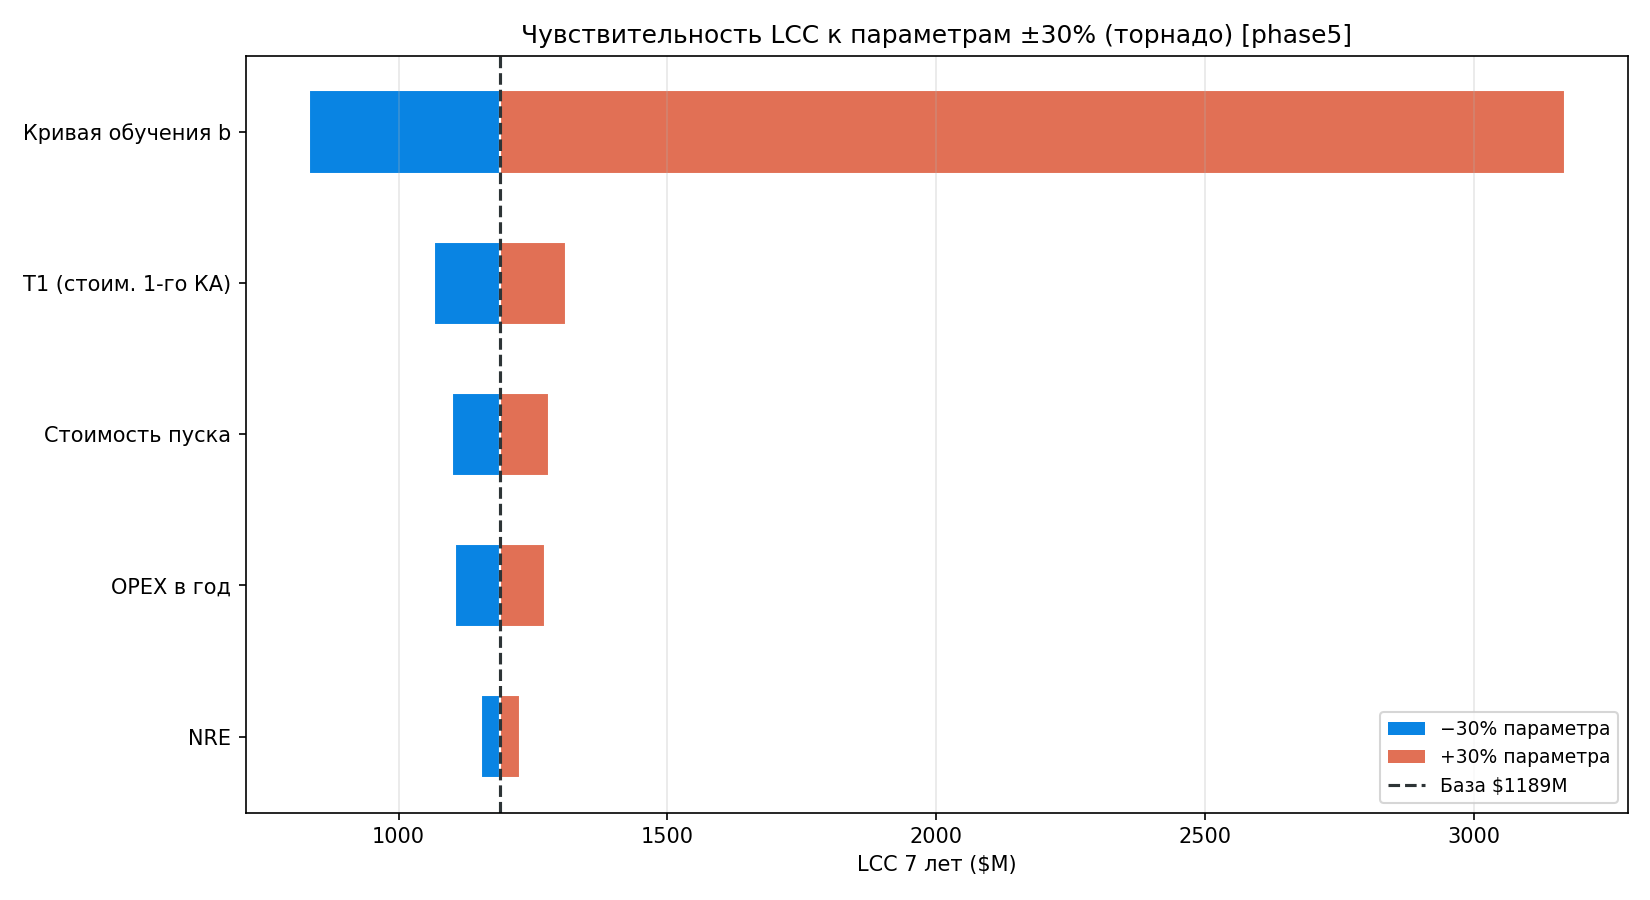 Чувствительность LCC к параметрам ±30% (торнадо) [phase5]
Кривая обучения b
T1 (стоим. 1-го КА)
Стоимость пуска
OPEX в год
NRE
−30% параметра
+30% параметра
База $1189M
1000 1500 2000 2500 3000
LCC 7 лет ($M)